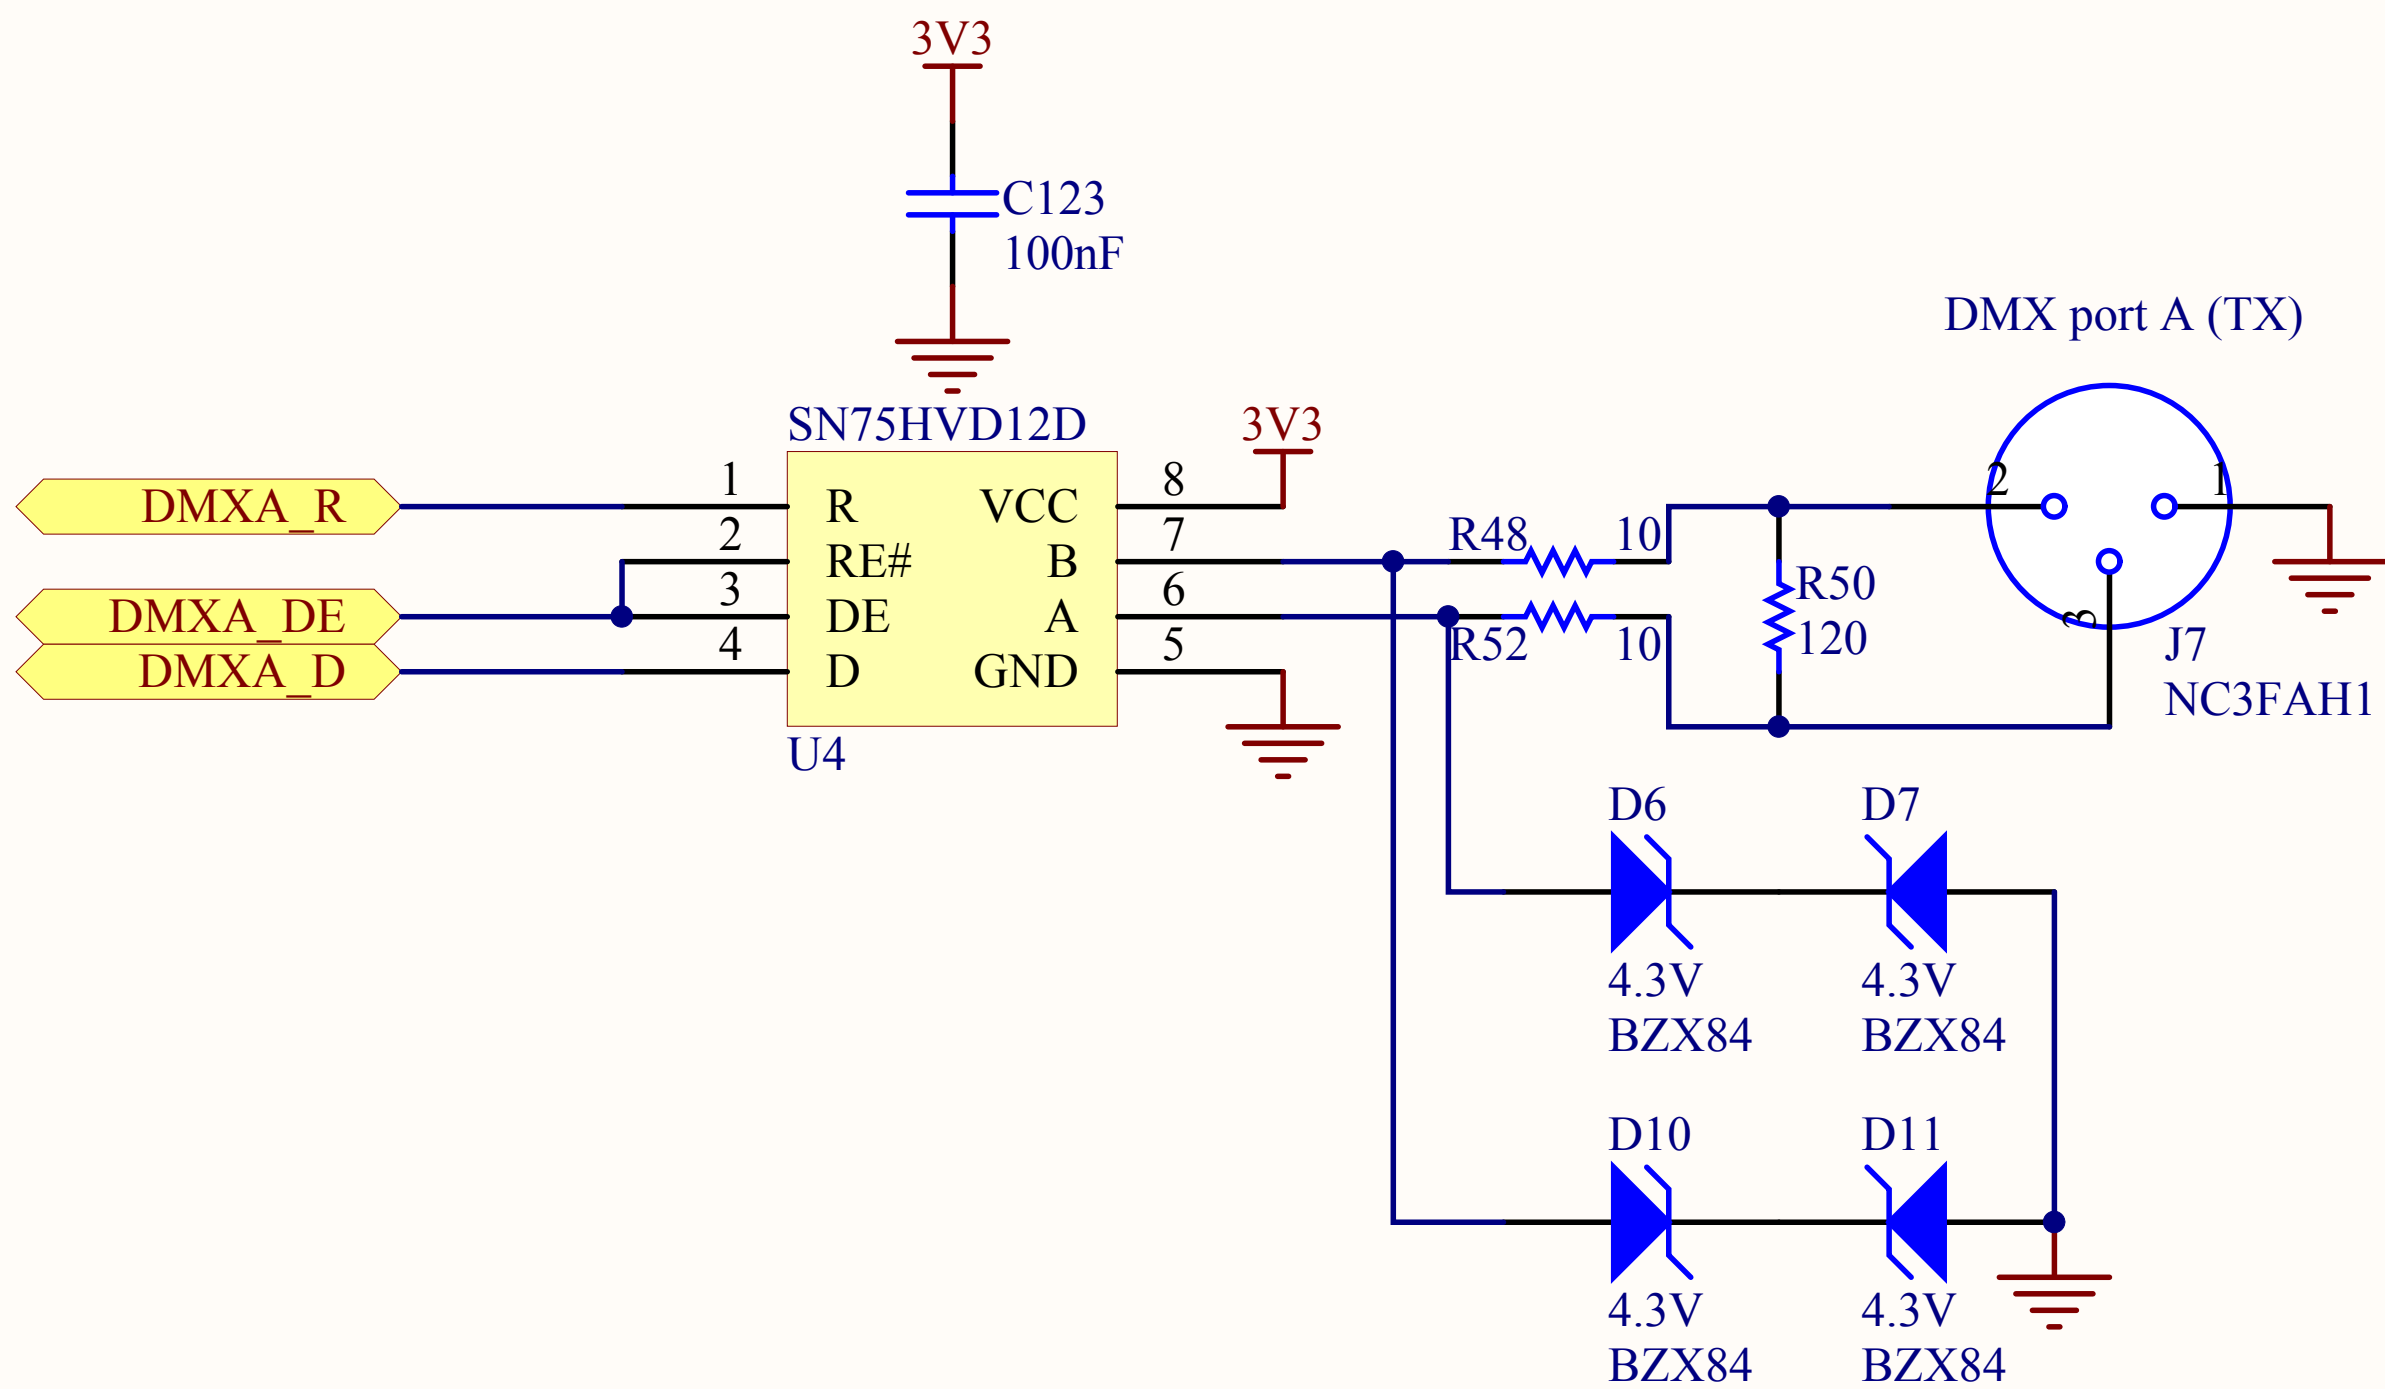 3V3
C123
100nF
DMX port A (TX)
SN75HVD12D
3V3
DMXA_R
1
R
VCC
8
2
1
2
RE#
B
7
R48
10
DMXA_DE
3
DE
A
6
R50
120
3
DMXA_D
4
D
GND
5
R52
10
J7
NC3FAH1
U4
D6
D7
4.3V
4.3V
BZX84
BZX84
D10
D11
4.3V
4.3V
BZX84
BZX84